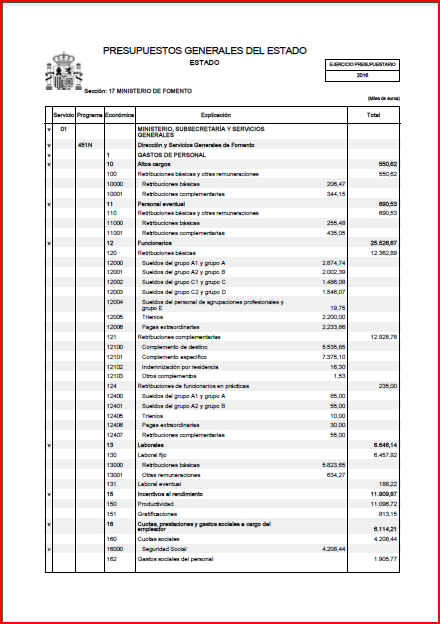 PRESUPUESTOS GENERALES DEL ESTADO
ESTADO
EJERCICIO PRESUPUESTARIO
2016
Sección: 17 MINISTERIO DE FOMENTO
(Miles de euros)
Servicio Programa Económica Explicación Total
v 01 MINISTERIO, SUBSECRETARÍA Y SERVICIOS
GENERALES
v 451N Dirección y Servicios Generales de Fomento
v 1 GASTOS DE PERSONAL
v 10 Altos cargos 550,62
100 Retribuciones básicas y otras remuneraciones 550,62
10000 Retribuciones básicas 206,47
10001 Retribuciones complementarias 344,15
v 11 Personal eventual 690,53
110 Retribuciones básicas y otras remuneraciones 690,53
11000 Retribuciones básicas 255,48
11001 Retribuciones complementarias 435,05
v 12 Funcionarios 25.526,67
120 Retribuciones básicas 12.362,89
12000 Sueldos del grupo A1 y grupo A 2.874,74
12001 Sueldos del grupo A2 y grupo B 2.002,39
12002 Sueldos del grupo C1 y grupo C 1.486,08
12003 Sueldos del grupo C2 y grupo D 1.546,07
12004 Sueldos del personal de agrupaciones profesionales y
grupo E 19,75
12005 Trienios 2.200,00
12006 Pagas extraordinarias 2.233,86
121 Retribuciones complementarias 12.928,78
12100 Complemento de destino 5.535,85
12101 Complemento específico 7.375,10
12102 Indemnización por residencia 16,30
12103 Otros complementos 1,53
124 Retribuciones de funcionarios en prácticas 235,00
12400 Sueldos del grupo A1 y grupo A 85,00
12401 Sueldos del grupo A2 y grupo B 55,00
12405 Trienios 10,00
12406 Pagas extraordinarias 30,00
12407 Retribuciones complementarias 55,00
v 13 Laborales 6.646,14
130 Laboral fijo 6.457,92
13000 Retribuciones básicas 5.823,65
13001 Otras remuneraciones 634,27
131 Laboral eventual 188,22
v 15 Incentivos al rendimiento 11.909,87
150 Productividad 11.096,72
151 Gratificaciones 813,15
v 16 Cuotas, prestaciones y gastos sociales a cargo del
empleador 6.114,21
160 Cuotas sociales 4.208,44
v 16000 Seguridad Social 4.208,44
162 Gastos sociales del personal 1.905,77